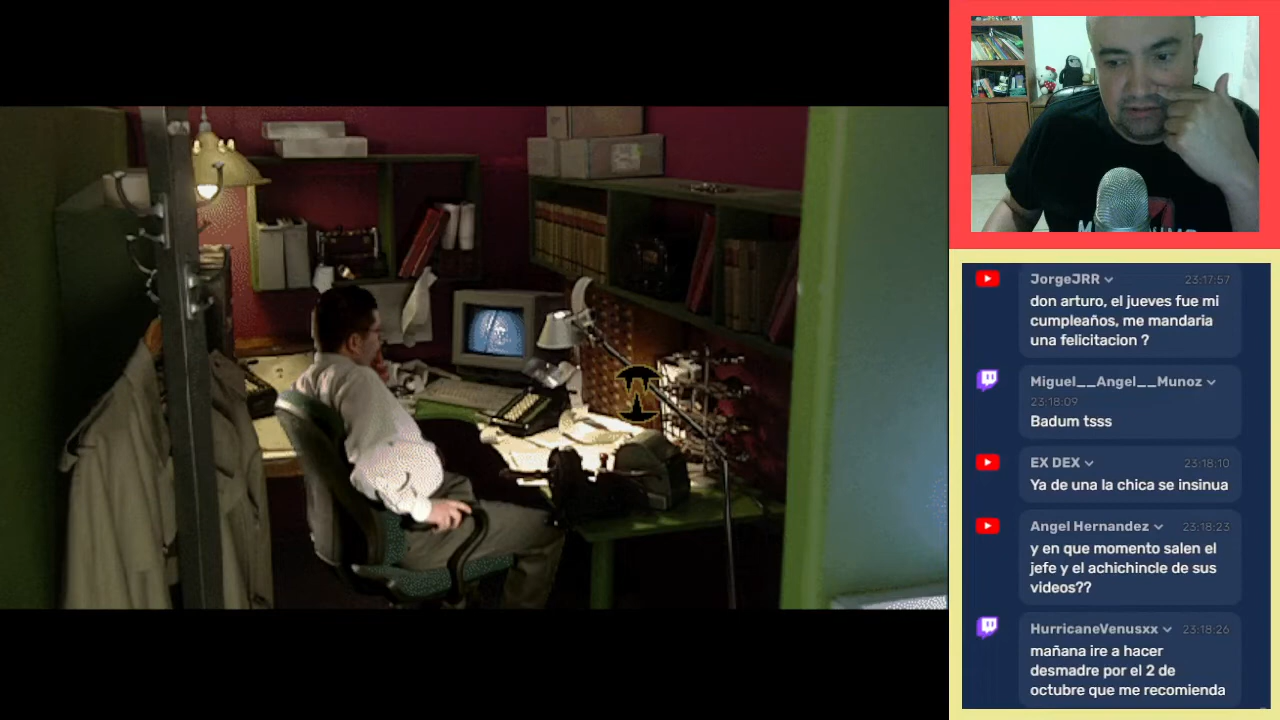 JorgeJRR
23:17:57
don arturo, el jueves fue mi
cumpleaños, me mandaria
una felicitacion ?
Miguel__Angel__Munoz
23:18:09
Badum tsss
EX DEX
23:18:10
Ya de una la chica se insinua
Angel Hernandez
23:18:23
y en que momento salen el
jefe y el achichincle de sus
videos??
HurricaneVenusxx
23:18:26
mañana ire a hacer
desmadre por el 2 de
octubre que me recomienda